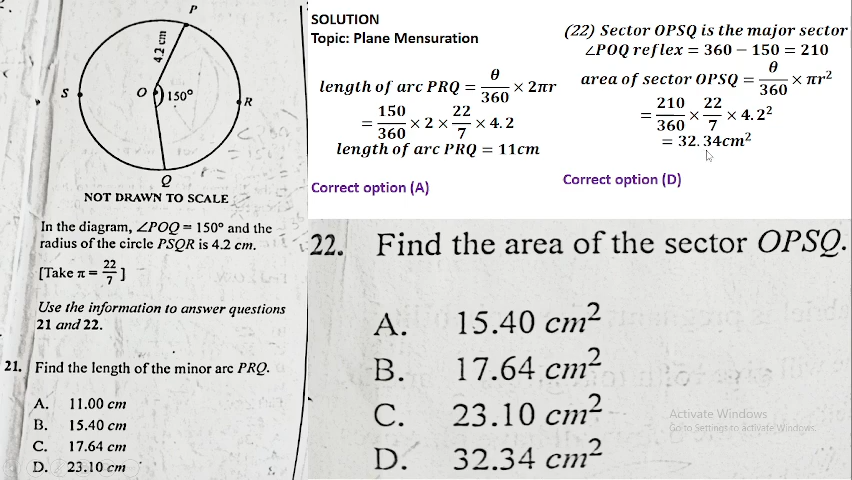 P
4.2 cm
S
O
150°
R
Q
NOT DRAWN TO SCALE
In the diagram, ∠POQ = 150° and the
radius of the circle PSQR is 4.2 cm.
[Take π = 22/7]
Use the information to answer questions
21 and 22.
21. Find the length of the minor arc PRQ.
A. 11.00 cm
B. 15.40 cm
C. 17.64 cm
D. 23.10 cm
SOLUTION
Topic: Plane Mensuration
length of arc PRQ = θ/360 × 2πr
= 150/360 × 2 × 22/7 × 4.2
length of arc PRQ = 11cm
Correct option (A)
(22) Sector OPSQ is the major sector
∠POQ reflex = 360 − 150 = 210
area of sector OPSQ = θ/360 × πr²
= 210/360 × 22/7 × 4.2²
= 32.34cm²
Correct option (D)
22. Find the area of the sector OPSQ.
A. 15.40 cm²
B. 17.64 cm²
C. 23.10 cm²
D. 32.34 cm²
Activate Windows
Go to Settings to activate Windows.